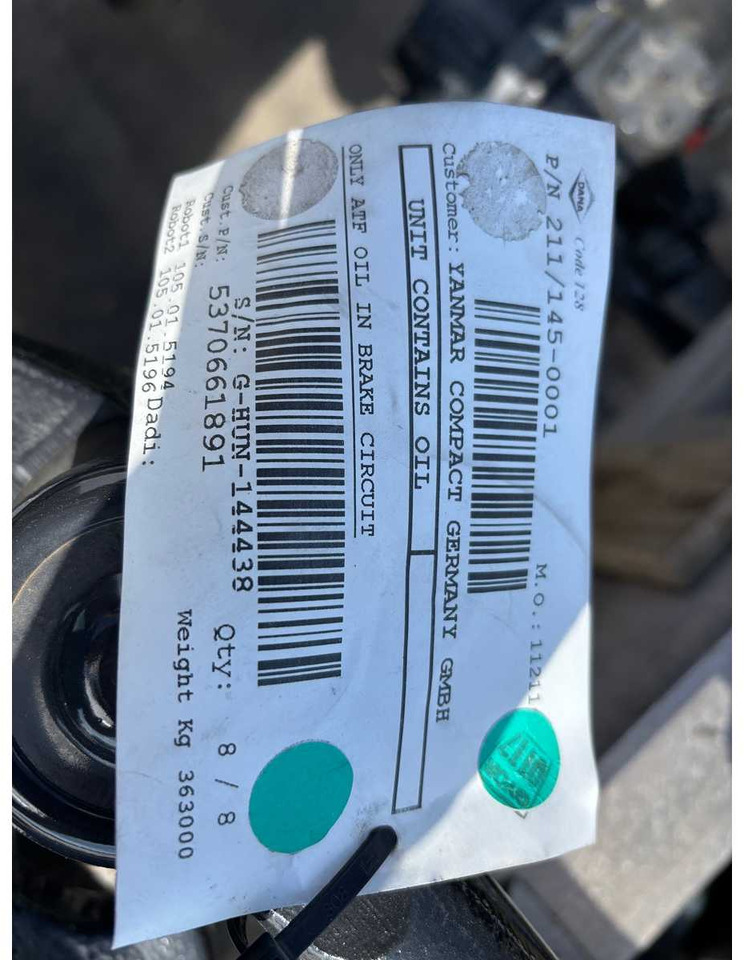 DANA Code 128
P/N 211/145-0001 M.O.: 11211
Customer: YANMAR COMPACT GERMANY GMBH
UNIT CONTAINS OIL
ONLY ATF OIL IN BRAKE CIRCUIT
S/N: G-HUN-144438
Cust.P/N: 5370661891 Qty: 8 / 8
Cust.S/N:
Weight Kg 363000
Robot1 105.01.5194
Robot2 105.01.5196 Dadi: